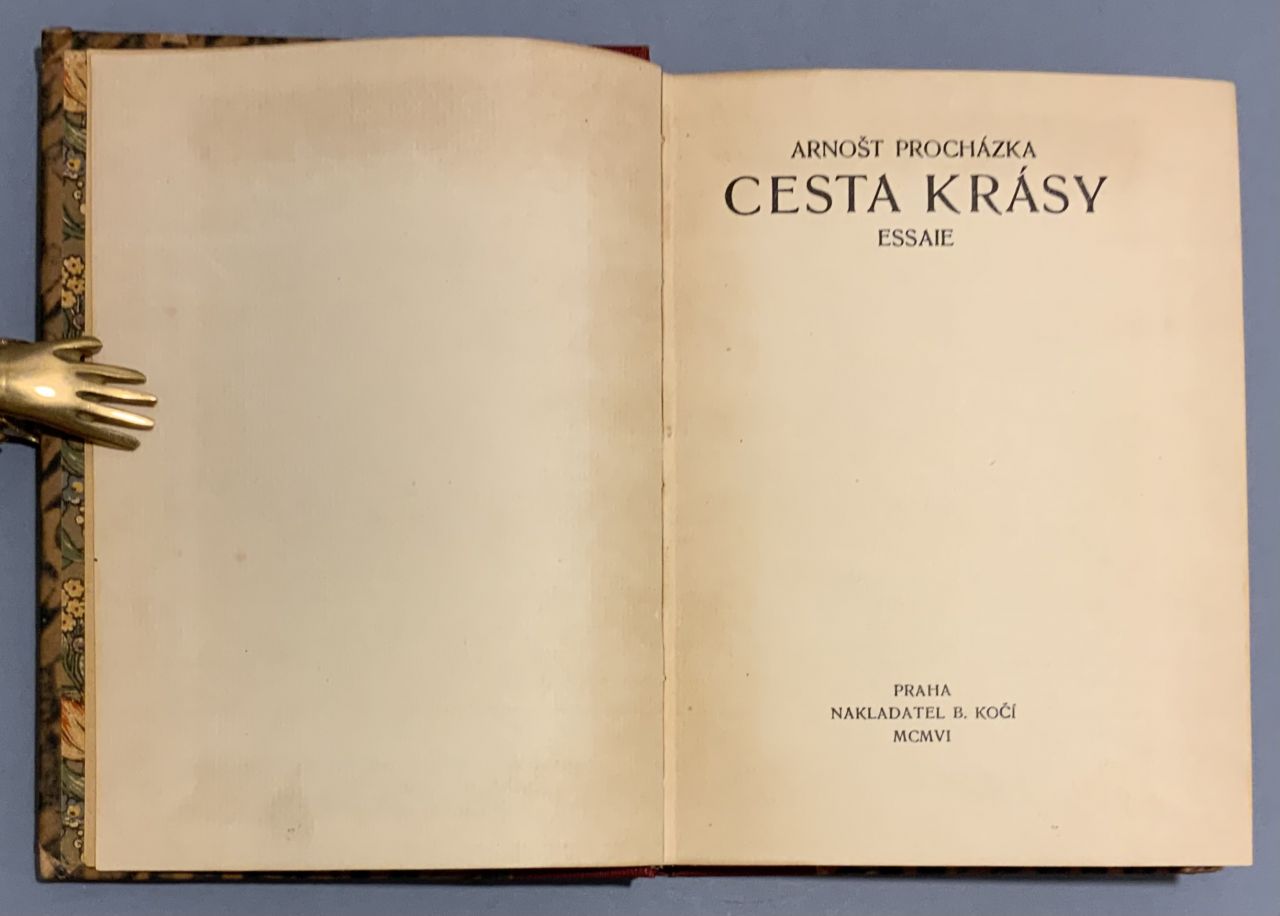 ARNOŠT PROCHÁZKA
CESTA KRÁSY
ESSAIE
PRAHA
NAKLADATEL B. KOČÍ
MCMVI